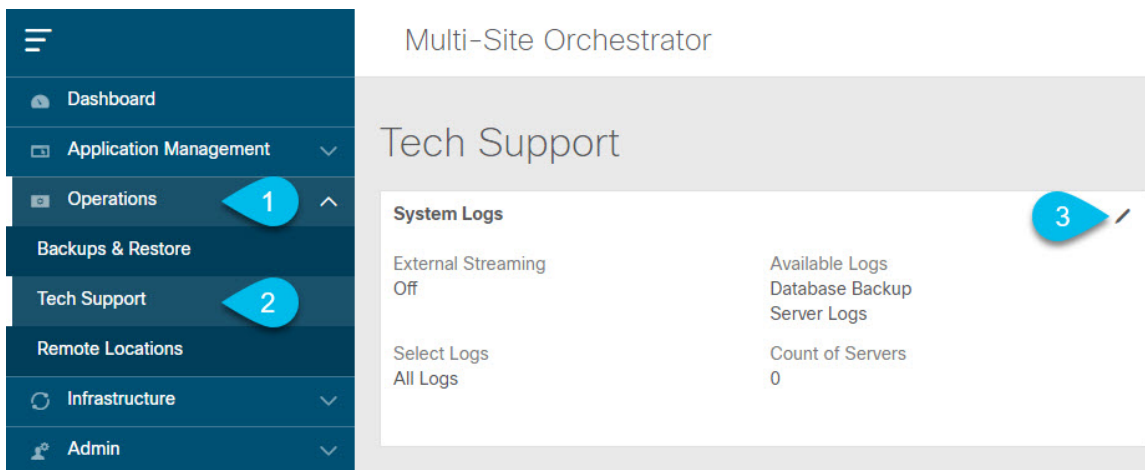 Multi-Site Orchestrator
Dashboard
Application Management
Operations
1
Backups & Restore
Tech Support
2
Remote Locations
Infrastructure
Admin
Tech Support
System Logs
3
External Streaming
Off
Available Logs
Database Backup
Server Logs
Select Logs
All Logs
Count of Servers
0